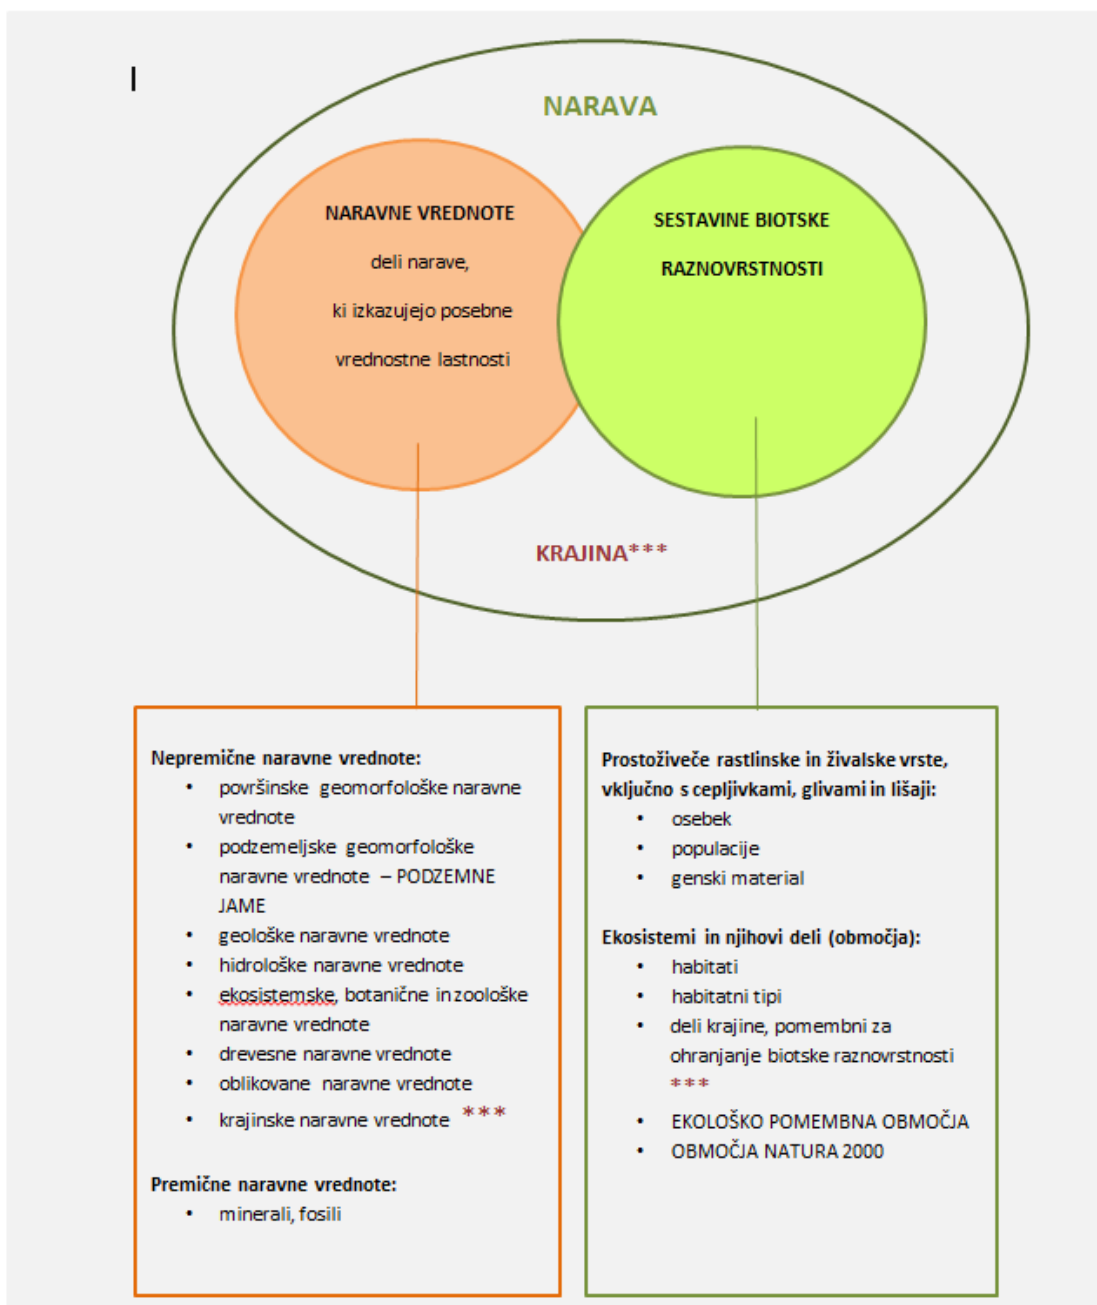 NARAVA
NARAVNE VREDNOTE
deli narave,
ki izkazujejo posebne
vrednostne lastnosti
SESTAVINE BIOTSKE
RAZNOVRSTNOSTI
KRAJINA***
Nepremične naravne vrednote:
• površinske geomorfološke naravne
vrednote
• podzemeljske geomorfološke
naravne vrednote – PODZEMNE
JAME
• geološke naravne vrednote
• hidrološke naravne vrednote
• ekosistemske, botanične in zoološke
naravne vrednote
• drevesne naravne vrednote
• oblikovane naravne vrednote
• krajinske naravne vrednote ***
Premične naravne vrednote:
• minerali, fosili
Prostoživeče rastlinske in živalske vrste,
vključno s cepljivkami, glivami in lišaji:
• osebek
• populacije
• genski material
Ekosistemi in njihovi deli (območja):
• habitati
• habitatni tipi
• deli krajine, pomembni za
ohranjanje biotske raznovrstnosti
***
• EKOLOŠKO POMEMBNA OBMOČJA
• OBMOČJA NATURA 2000